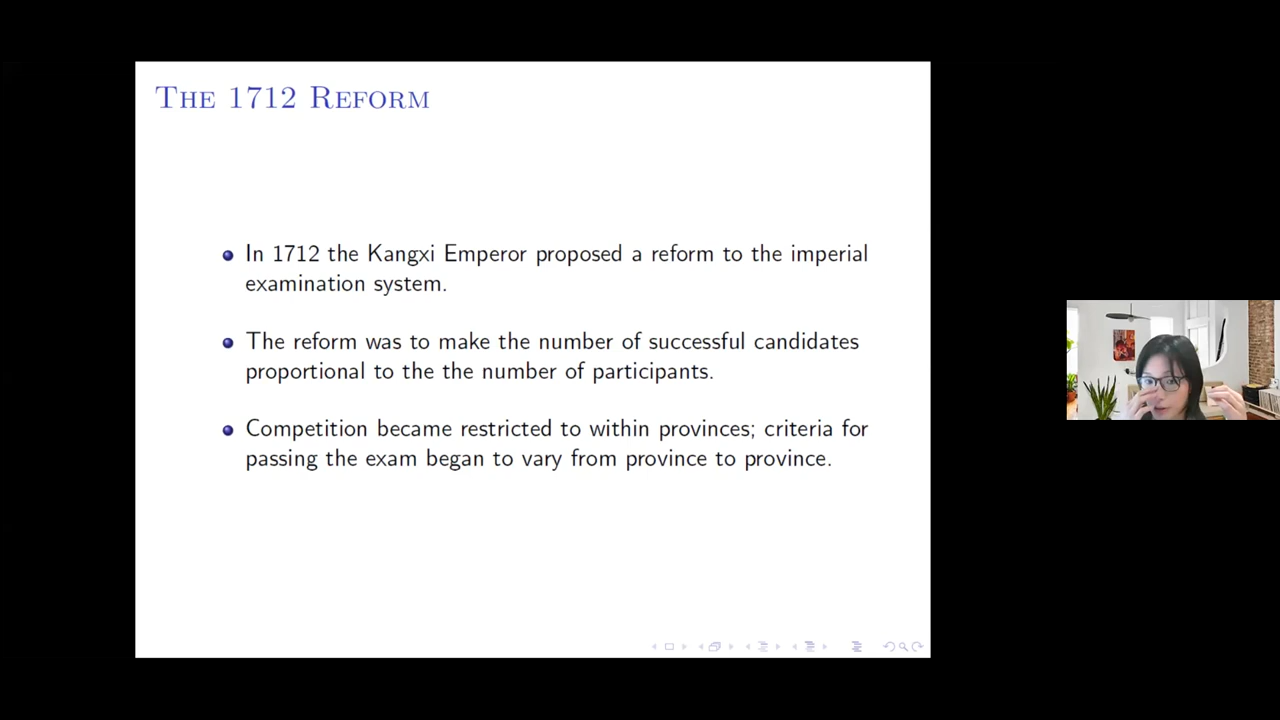 The 1712 Reform
In 1712 the Kangxi Emperor proposed a reform to the imperial
examination system.
The reform was to make the number of successful candidates
proportional to the the number of participants.
Competition became restricted to within provinces; criteria for
passing the exam began to vary from province to province.